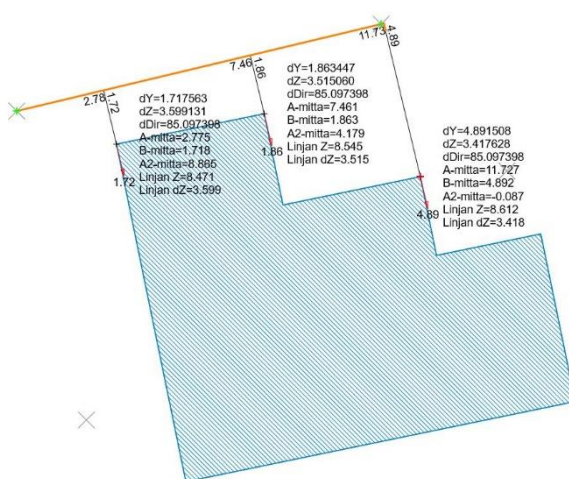 11.73
4.89
7.46
1.86
2.78
1.72
dY=1.717563
dZ=3.599131
dDir=85.097398
A-mitta=2.775
B-mitta=1.718
A2-mitta=8.865
Linjan Z=8.471
Linjan dZ=3.599
1.72
dY=1.863447
dZ=3.515060
dDir=85.097398
A-mitta=7.461
B-mitta=1.863
A2-mitta=4.179
Linjan Z=8.545
Linjan dZ=3.515
1.86
dY=4.891508
dZ=3.417628
dDir=85.097398
A-mitta=11.727
B-mitta=4.892
A2-mitta=-0.087
Linjan Z=8.612
Linjan dZ=3.418
4.89